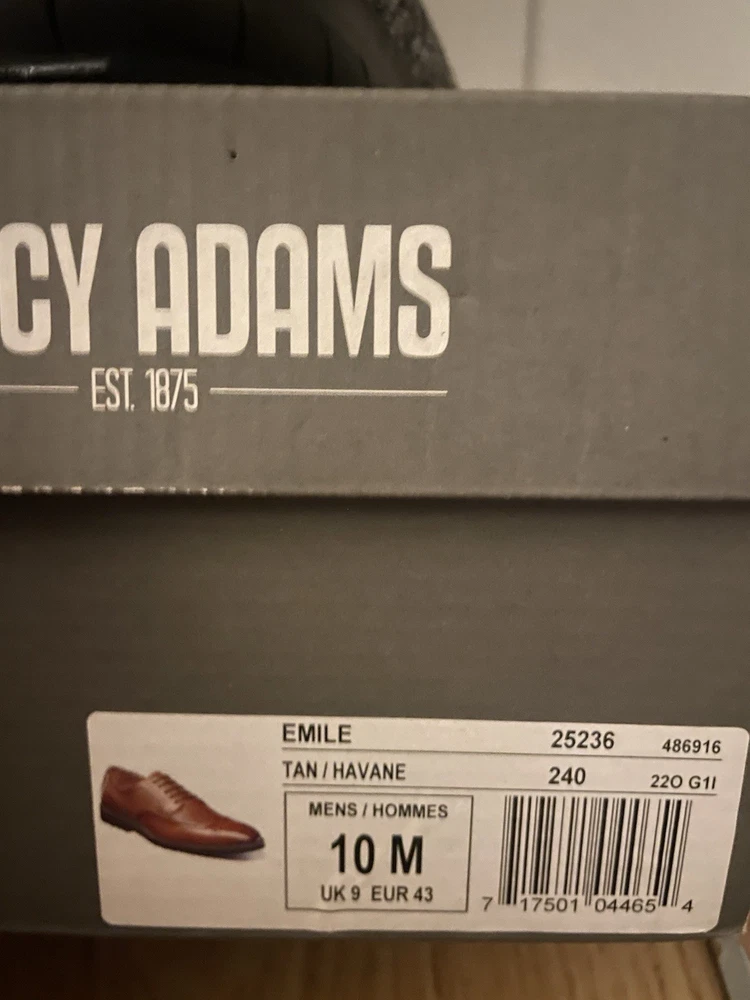 CY ADAMS
EST. 1875
EMILE 25236 486916
TAN / HAVANE 240 22O G1I
MENS / HOMMES
10 M
UK 9 EUR 43
7 17501 04465 4